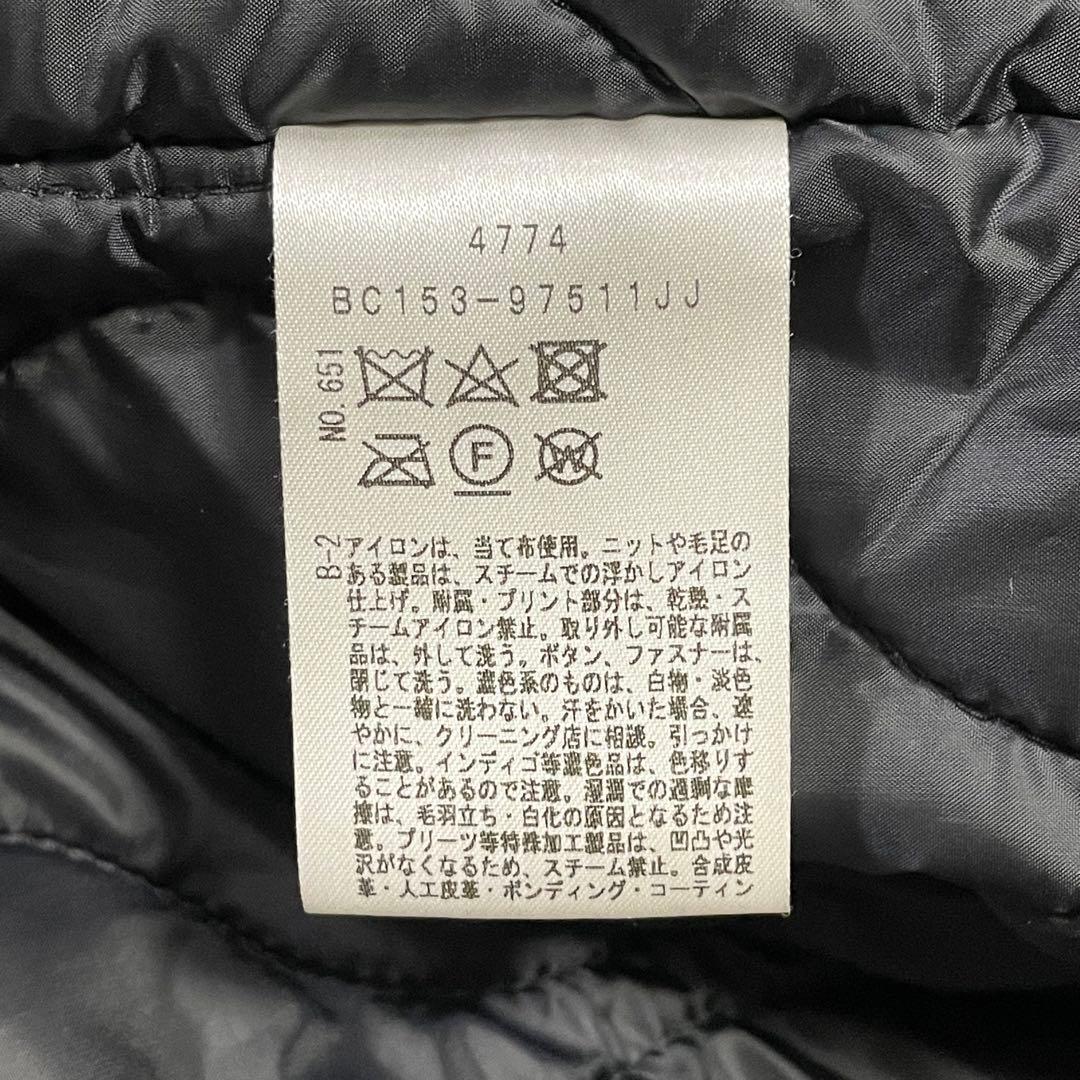 4774
BC153-97511JJ
NO.651
F
W
B-2
アイロンは、当て布使用。ニットや毛足の
ある製品は、スチームでの浮かしアイロン
仕上げ。附属・プリント部分は、乾熱・ス
チームアイロン禁止。取り外し可能な附属
品は、外して洗う。ボタン、ファスナーは、
閉じて洗う。濃色系のものは、白物・淡色
物と一緒に洗わない。汗をかいた場合、速
やかに、クリーニング店に相談。引っかけ
に注意。インディゴ等濃色品は、色移りす
ることがあるので注意。湿潤での過剰な摩
擦は、毛羽立ち・白化の原因となるため注
意。プリーツ等特殊加工製品は、凹凸や光
沢がなくなるため、スチーム禁止。合成皮
革・人工皮革・ボンディング・コーティン